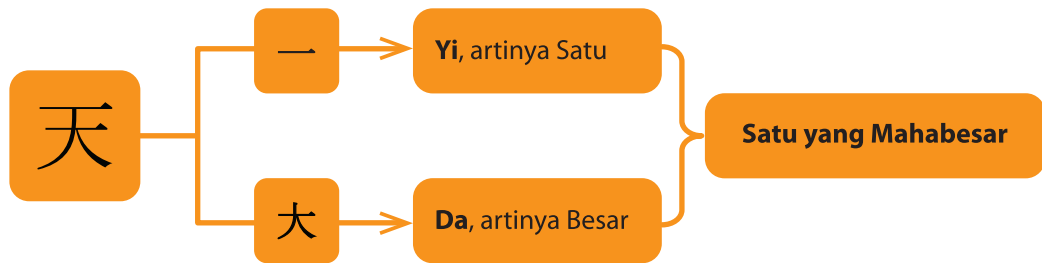 天
一
Yi, artinya Satu
大
Da, artinya Besar
Satu yang Mahabesar